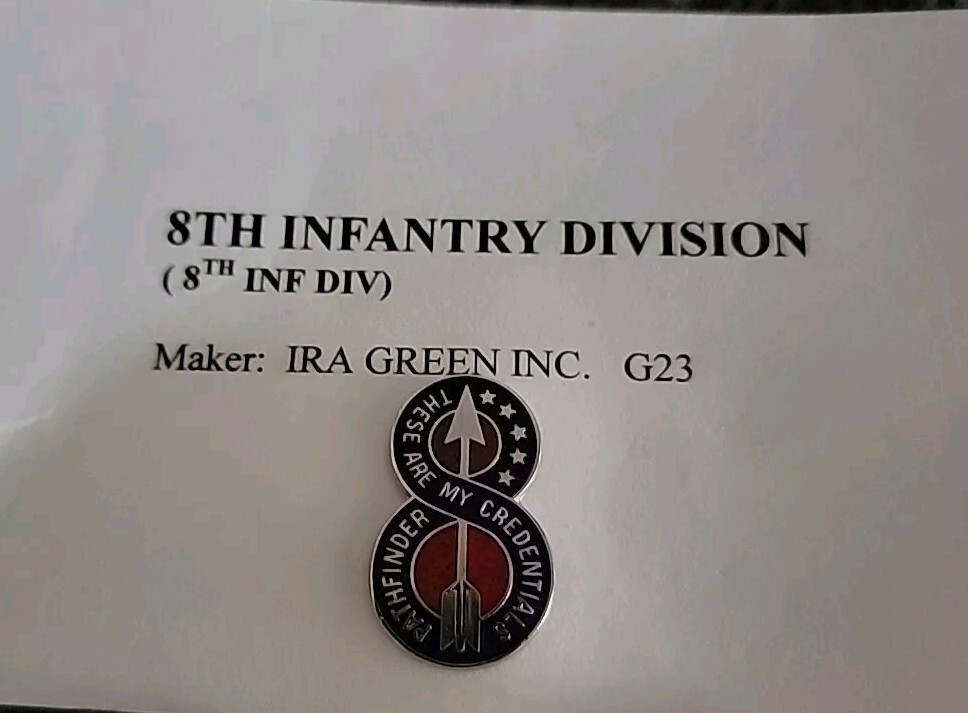 8TH INFANTRY DIVISION
( 8TH INF DIV)
Maker: IRA GREEN INC. G23
THESE ARE MY CREDENTIALS
PATHFINDER